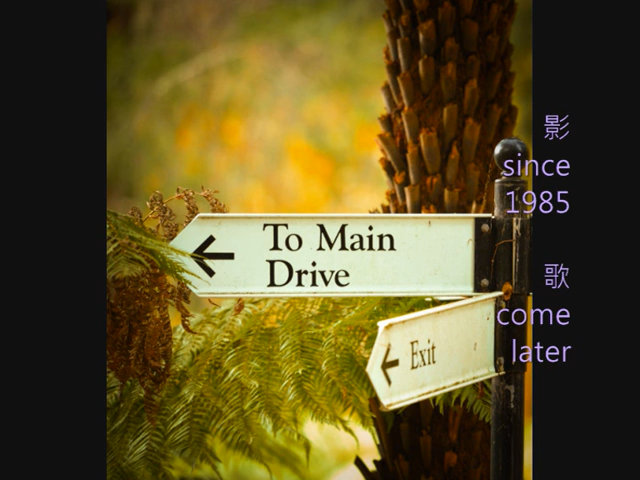 To Main
Drive
Exit
影
since
1985
歌
come
later